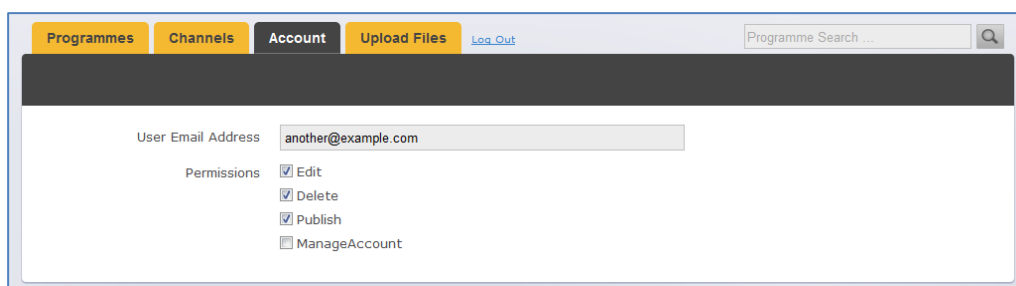 Programmes Channels Account Upload Files Log Out Programme Search ...
User Email Address another@example.com
Permissions Edit
Delete
Publish
ManageAccount